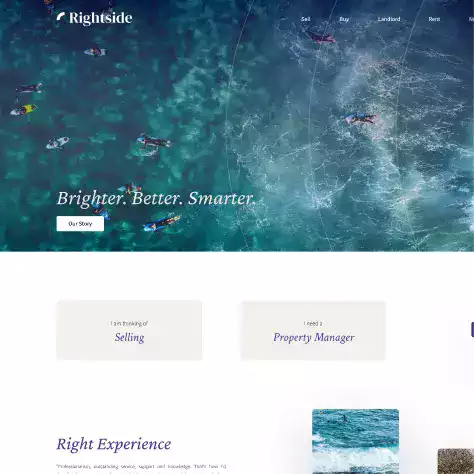 Rightside
Sell Buy Landlord Rent
Brighter. Better. Smarter.
Our Story
I am thinking of
Selling
I need a
Property Manager
Right Experience
"Professionalism, outstanding service, support and knowledge. That's how I'd